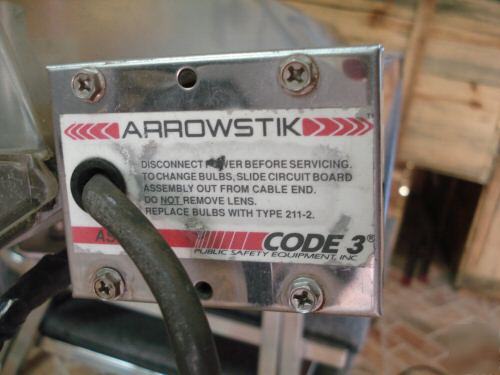 ARROWSTIK™
DISCONNECT POWER BEFORE SERVICING.
TO CHANGE BULBS, SLIDE CIRCUIT BOARD
ASSEMBLY OUT FROM CABLE END.
DO NOT REMOVE LENS.
REPLACE BULBS WITH TYPE 211-2.
CODE 3®
PUBLIC SAFETY EQUIPMENT, INC